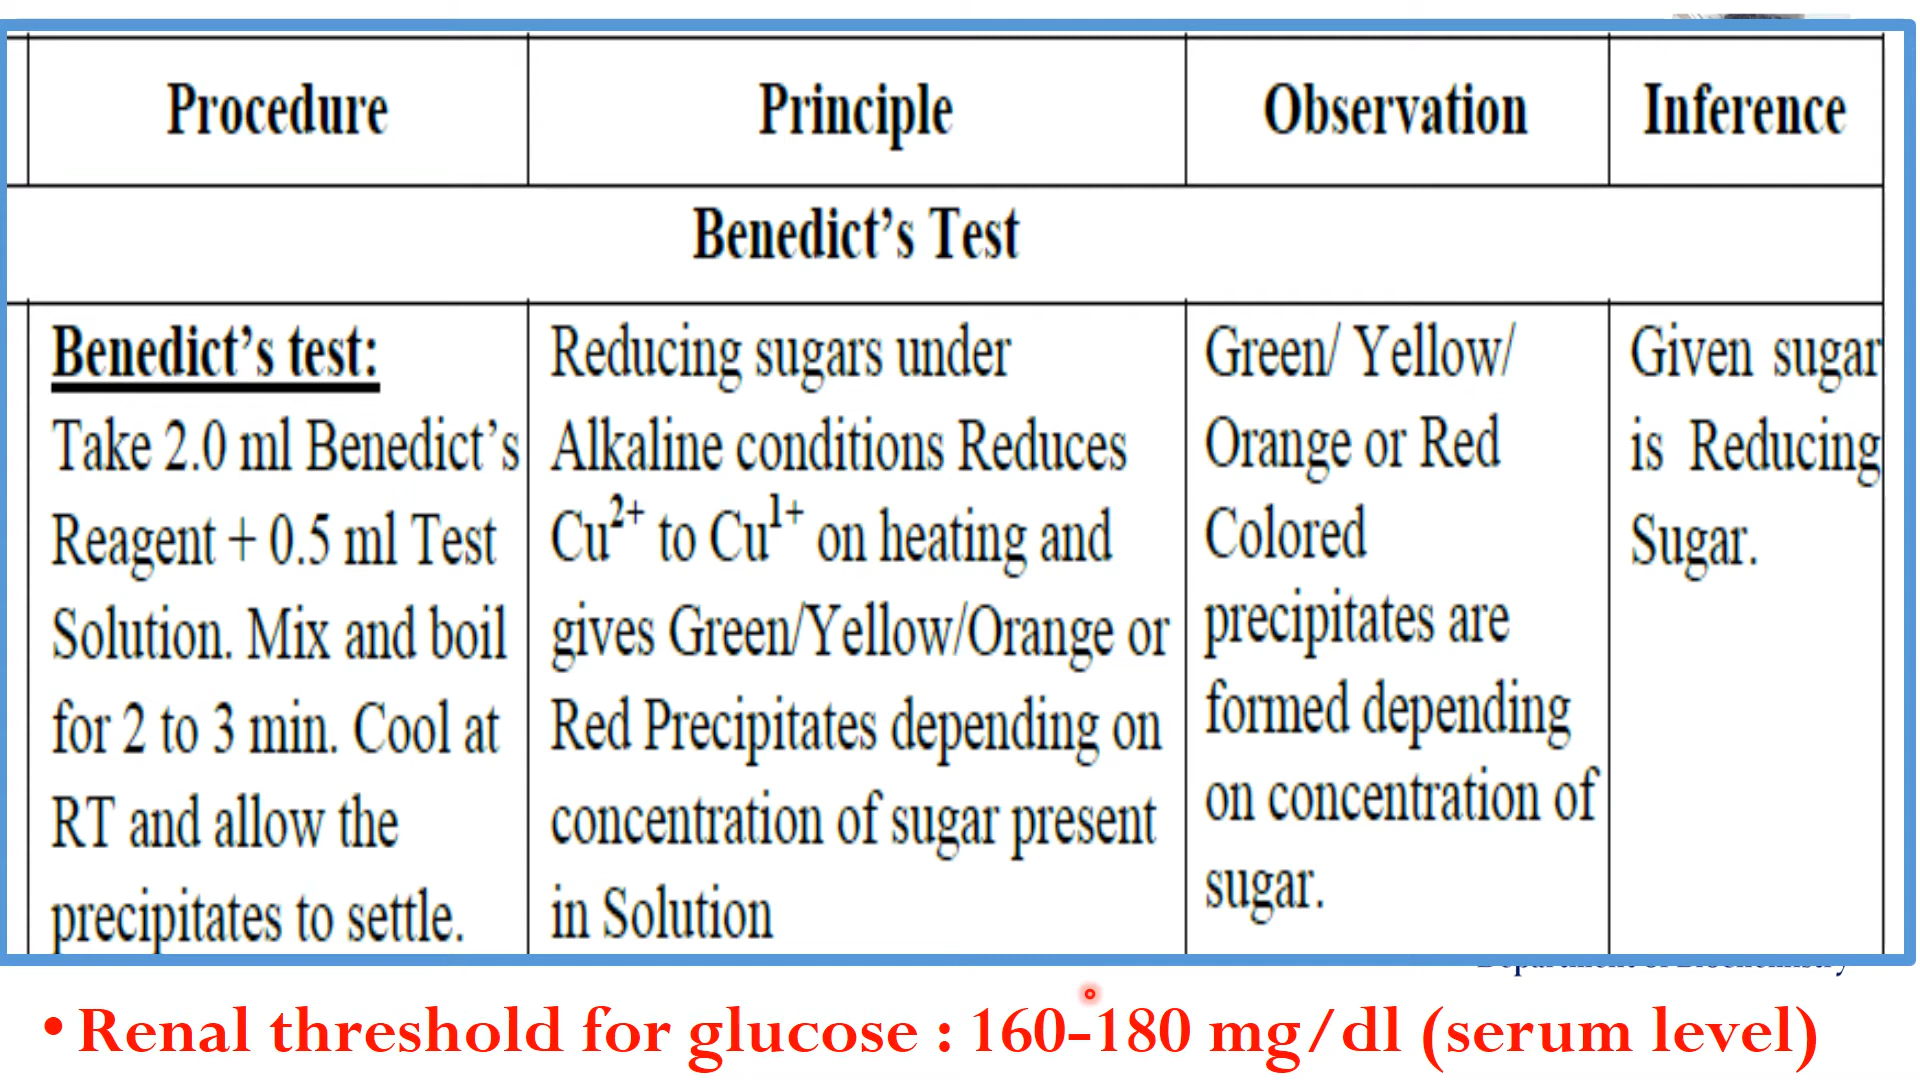 Procedure
Principle
Observation
Inference
Benedict’s Test
Benedict’s test:
Take 2.0 ml Benedict’s
Reagent + 0.5 ml Test
Solution. Mix and boil
for 2 to 3 min. Cool at
RT and allow the
precipitates to settle.
Reducing sugars under
Alkaline conditions Reduces
Cu²⁺ to Cu¹⁺ on heating and
gives Green/Yellow/Orange or
Red Precipitates depending on
concentration of sugar present
in Solution
Green/ Yellow/
Orange or Red
Colored
precipitates are
formed depending
on concentration of
sugar.
Given sugar
is Reducing
Sugar.
Department of Biochemistry
• Renal threshold for glucose : 160-180 mg/dl (serum level)